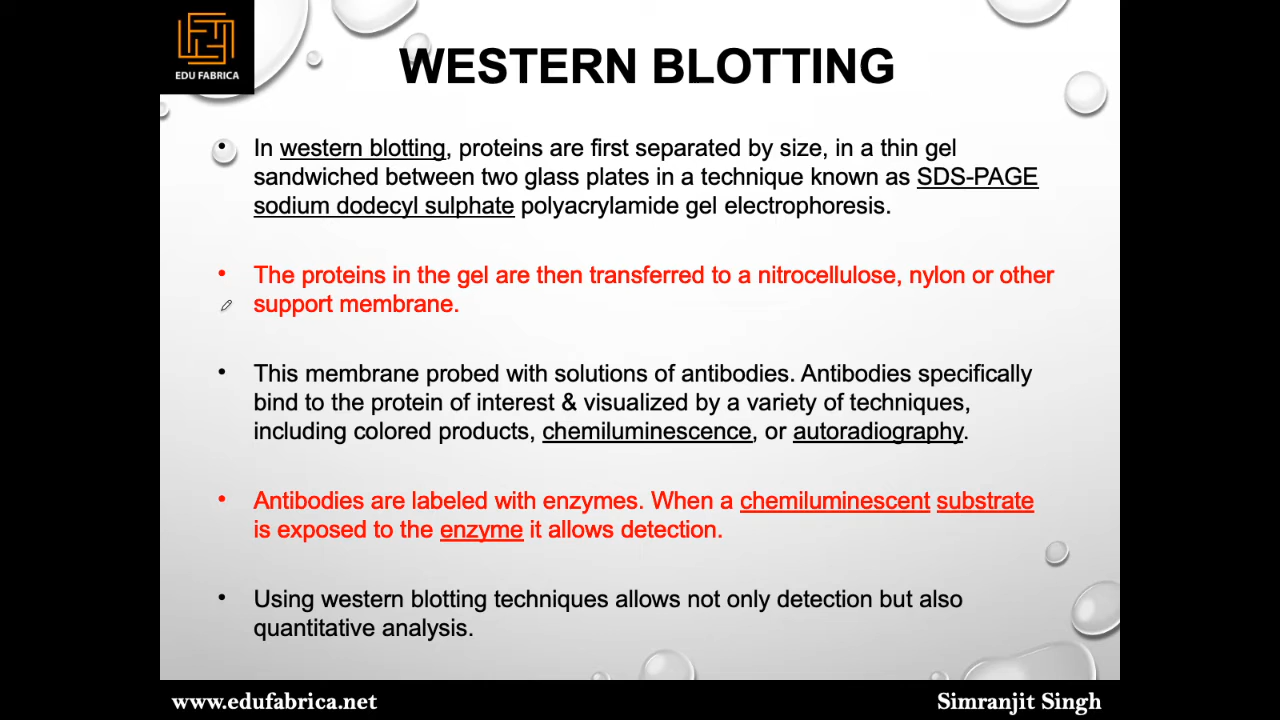 EDU FABRICA
WESTERN BLOTTING
• In western blotting, proteins are first separated by size, in a thin gel
sandwiched between two glass plates in a technique known as SDS-PAGE
sodium dodecyl sulphate polyacrylamide gel electrophoresis.
• The proteins in the gel are then transferred to a nitrocellulose, nylon or other
support membrane.
• This membrane probed with solutions of antibodies. Antibodies specifically
bind to the protein of interest & visualized by a variety of techniques,
including colored products, chemiluminescence, or autoradiography.
• Antibodies are labeled with enzymes. When a chemiluminescent substrate
is exposed to the enzyme it allows detection.
• Using western blotting techniques allows not only detection but also
quantitative analysis.
www.edufabrica.net
Simranjit Singh